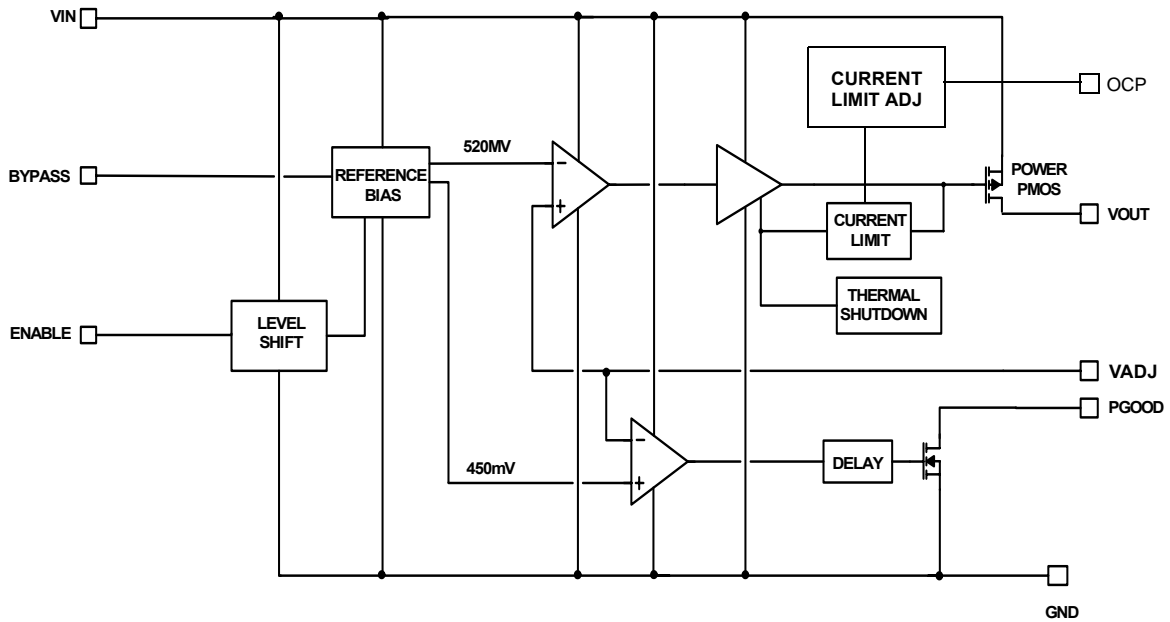 VIN
CURRENT
LIMIT ADJ
OCP
520MV
BYPASS
REFERENCE
BIAS
−
+
POWER
PMOS
CURRENT
LIMIT
VOUT
THERMAL
SHUTDOWN
ENABLE
LEVEL
SHIFT
VADJ
PGOOD
−
450mV
+
DELAY
GND